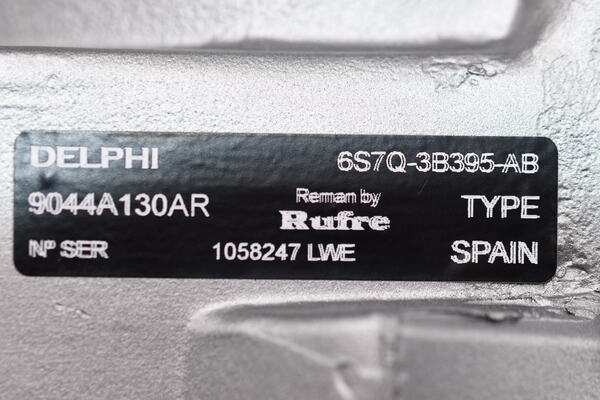 DELPHI 6S7Q-3B395-AB
9044A130AR Reman by TYPE
Rufre
Nº SER 1058247 LWE SPAIN